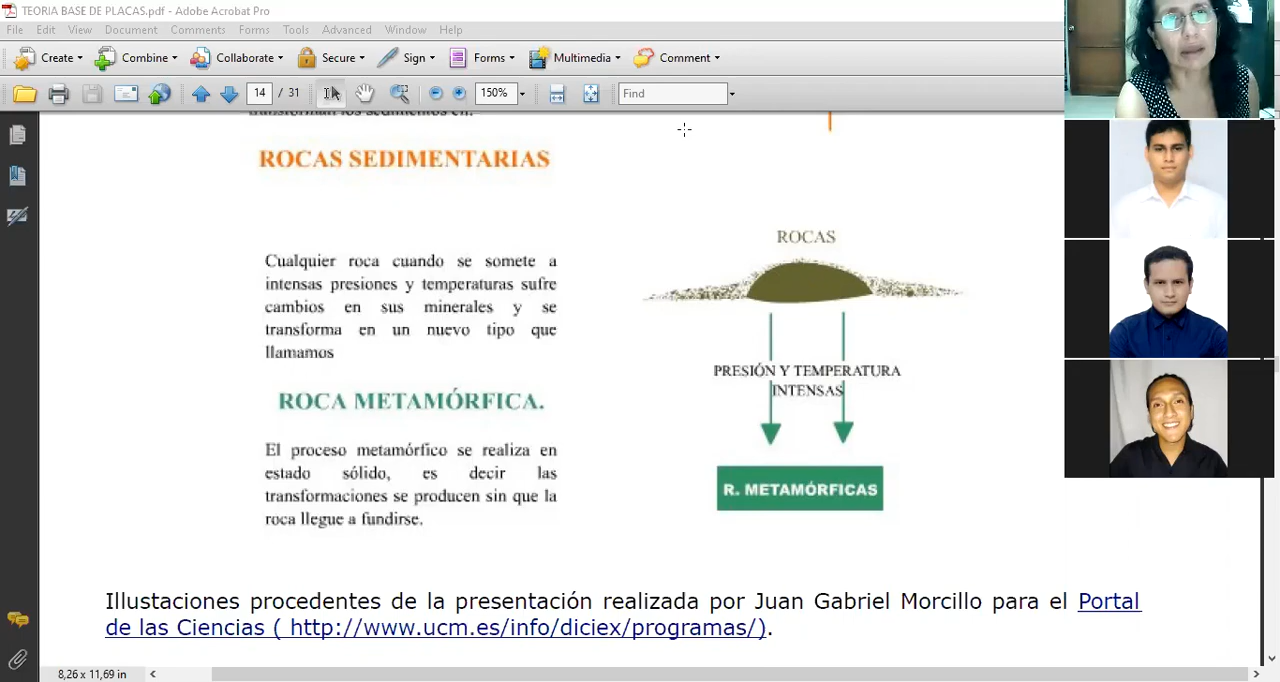 TEORIA BASE DE PLACAS.pdf - Adobe Acrobat Pro
File Edit View Document Comments Forms Tools Advanced Window Help
Create Combine Collaborate Secure Sign Forms Multimedia Comment
14 / 31 150% Find
transforman los sedimentos en:
ROCAS SEDIMENTARIAS
Cualquier roca cuando se somete a
intensas presiones y temperaturas sufre
cambios en sus minerales y se
transforma en un nuevo tipo que
llamamos
ROCA METAMÓRFICA.
El proceso metamórfico se realiza en
estado sólido, es decir las
transformaciones se producen sin que la
roca llegue a fundirse.
ROCAS
PRESIÓN Y TEMPERATURA
INTENSAS
R. METAMÓRFICAS
Illustaciones procedentes de la presentación realizada por Juan Gabriel Morcillo para el Portal
de las Ciencias ( http://www.ucm.es/info/diciex/programas/).
8,26 x 11,69 in